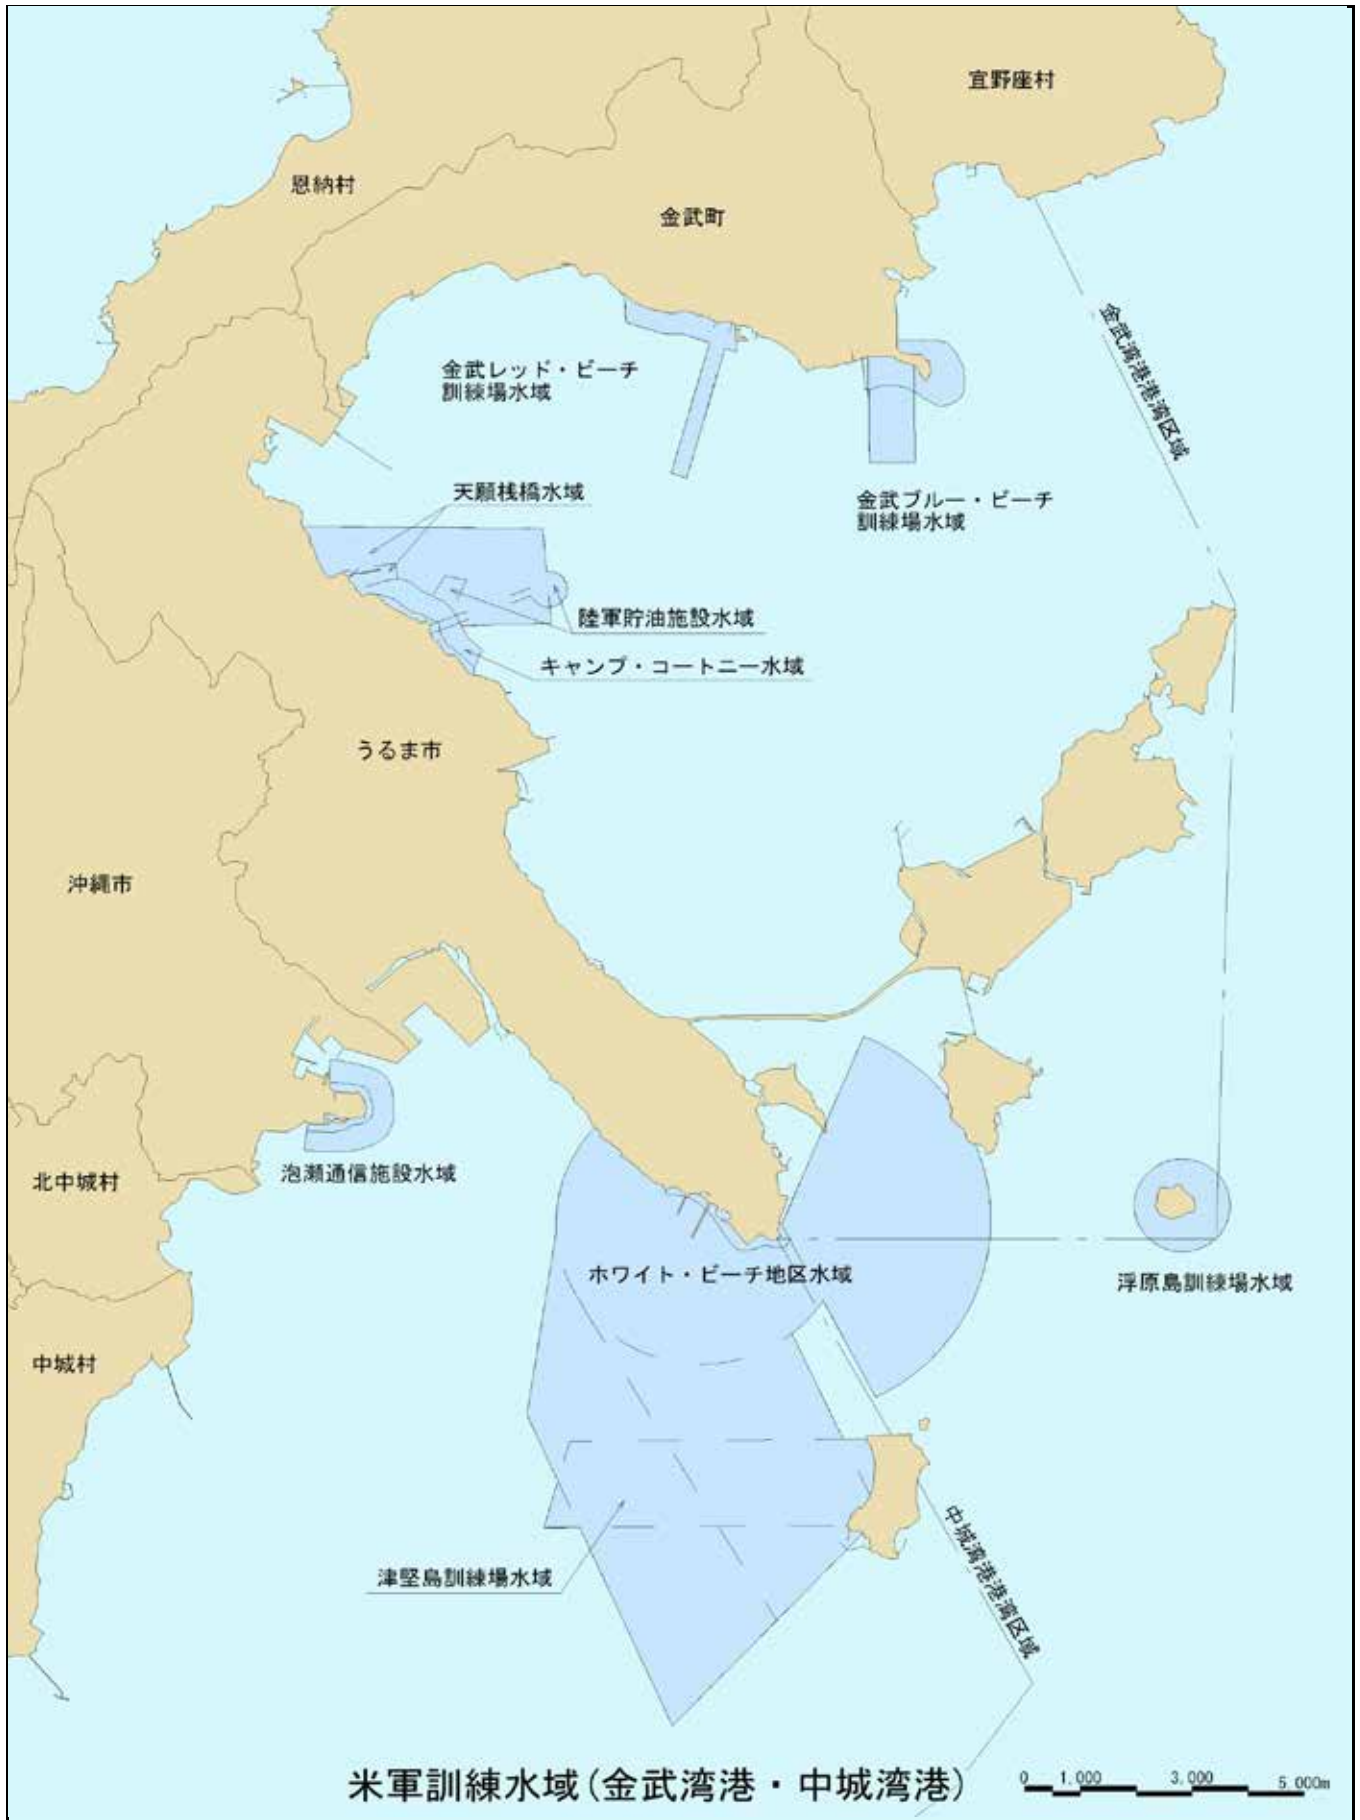 宜野座村
恩納村
金武町
金武湾港港湾区域
金武レッド・ビーチ
訓練場水域
天願桟橋水域
金武ブルー・ビーチ
訓練場水域
陸軍貯油施設水域
キャンプ・コートニー水域
うるま市
沖縄市
泡瀬通信施設水域
北中城村
ホワイト・ビーチ地区水域
浮原島訓練場水域
中城村
津堅島訓練場水域
中城湾港港湾区域
米軍訓練水域(金武湾港・中城湾港)
0 1,000 3,000 5,000m